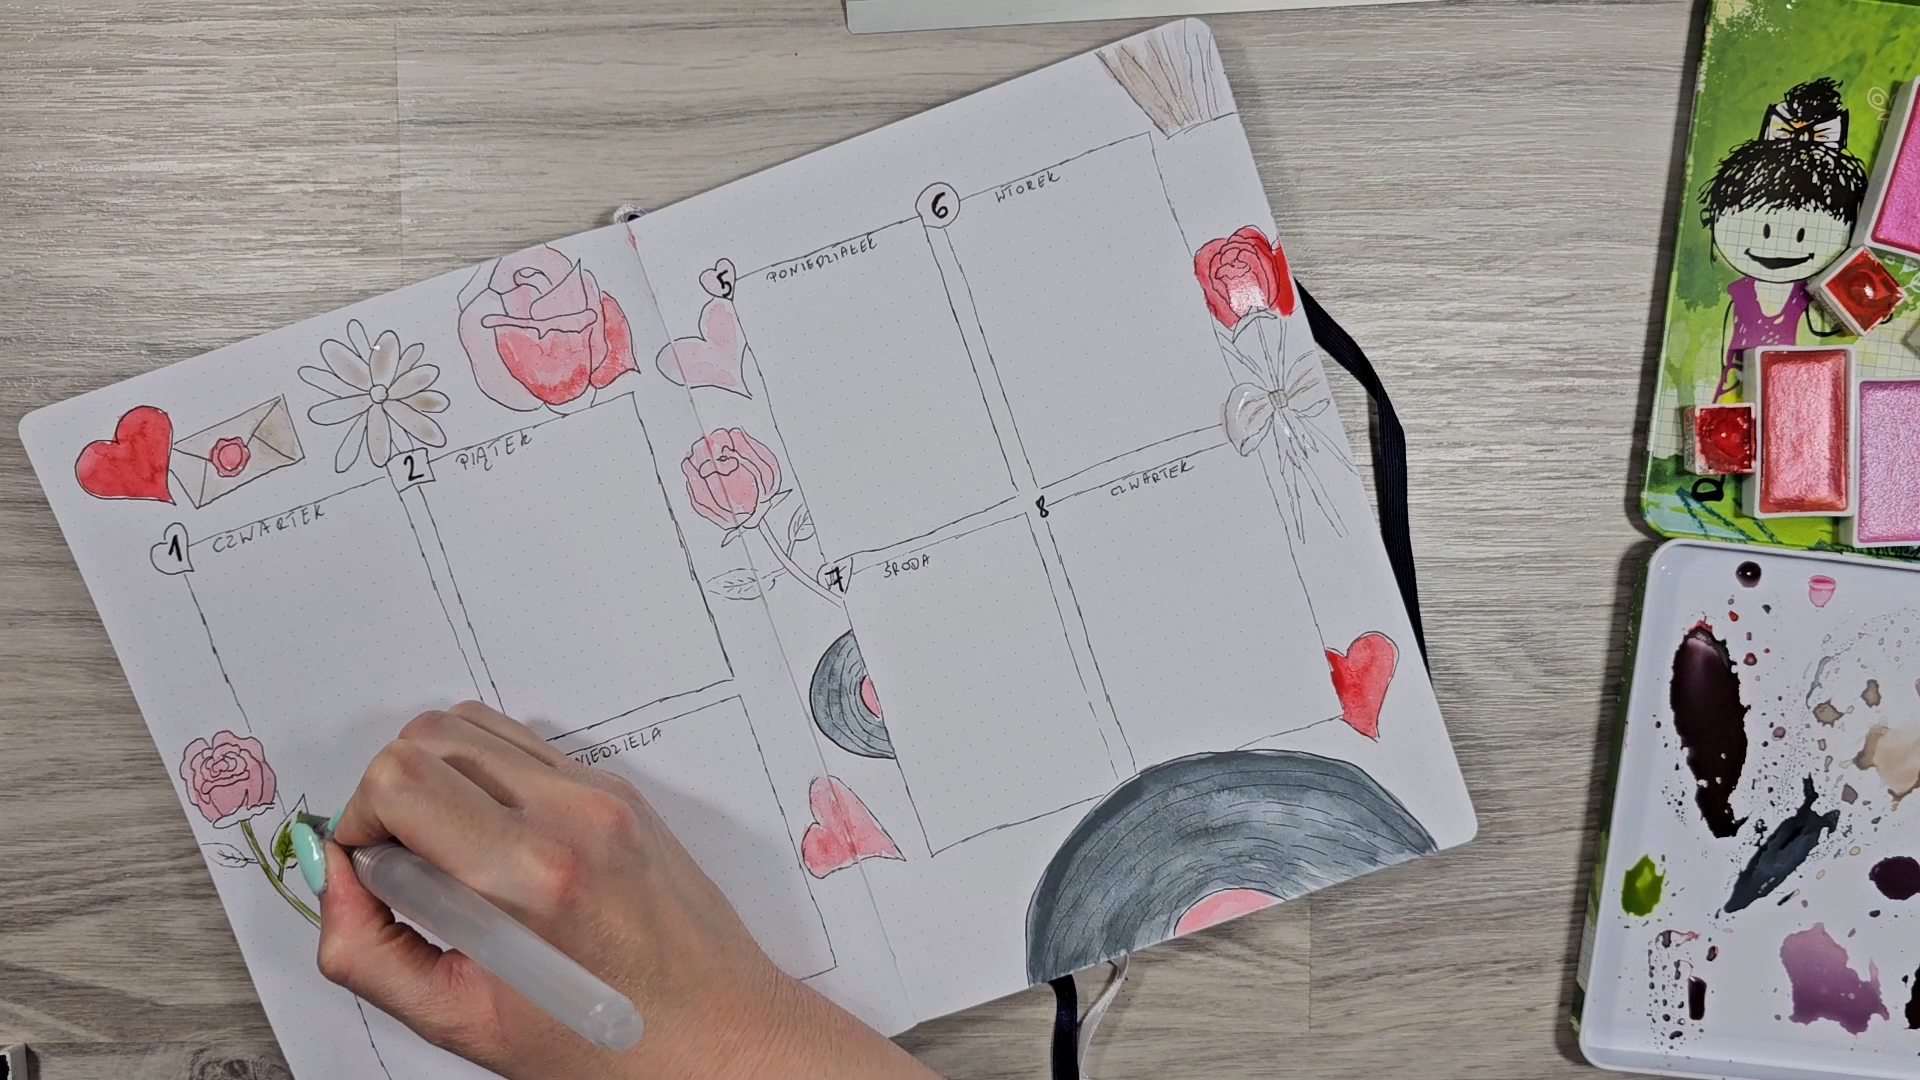 1 CZWARTEK
2 PIĄTEK
5 PONIEDZIAŁEK
6 WTOREK
7 ŚRODA
8 CZWARTEK